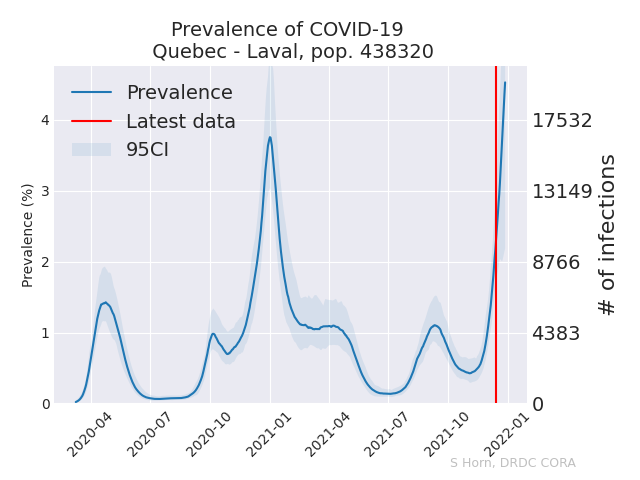 Prevalence of COVID-19
Quebec - Laval, pop. 438320
Prevalence
Latest data
95CI
Prevalence (%)
4
3
2
1
0
17532
13149
8766
4383
0
# of infections
2020-04
2020-07
2020-10
2021-01
2021-04
2021-07
2021-10
2022-01
S Horn, DRDC CORA